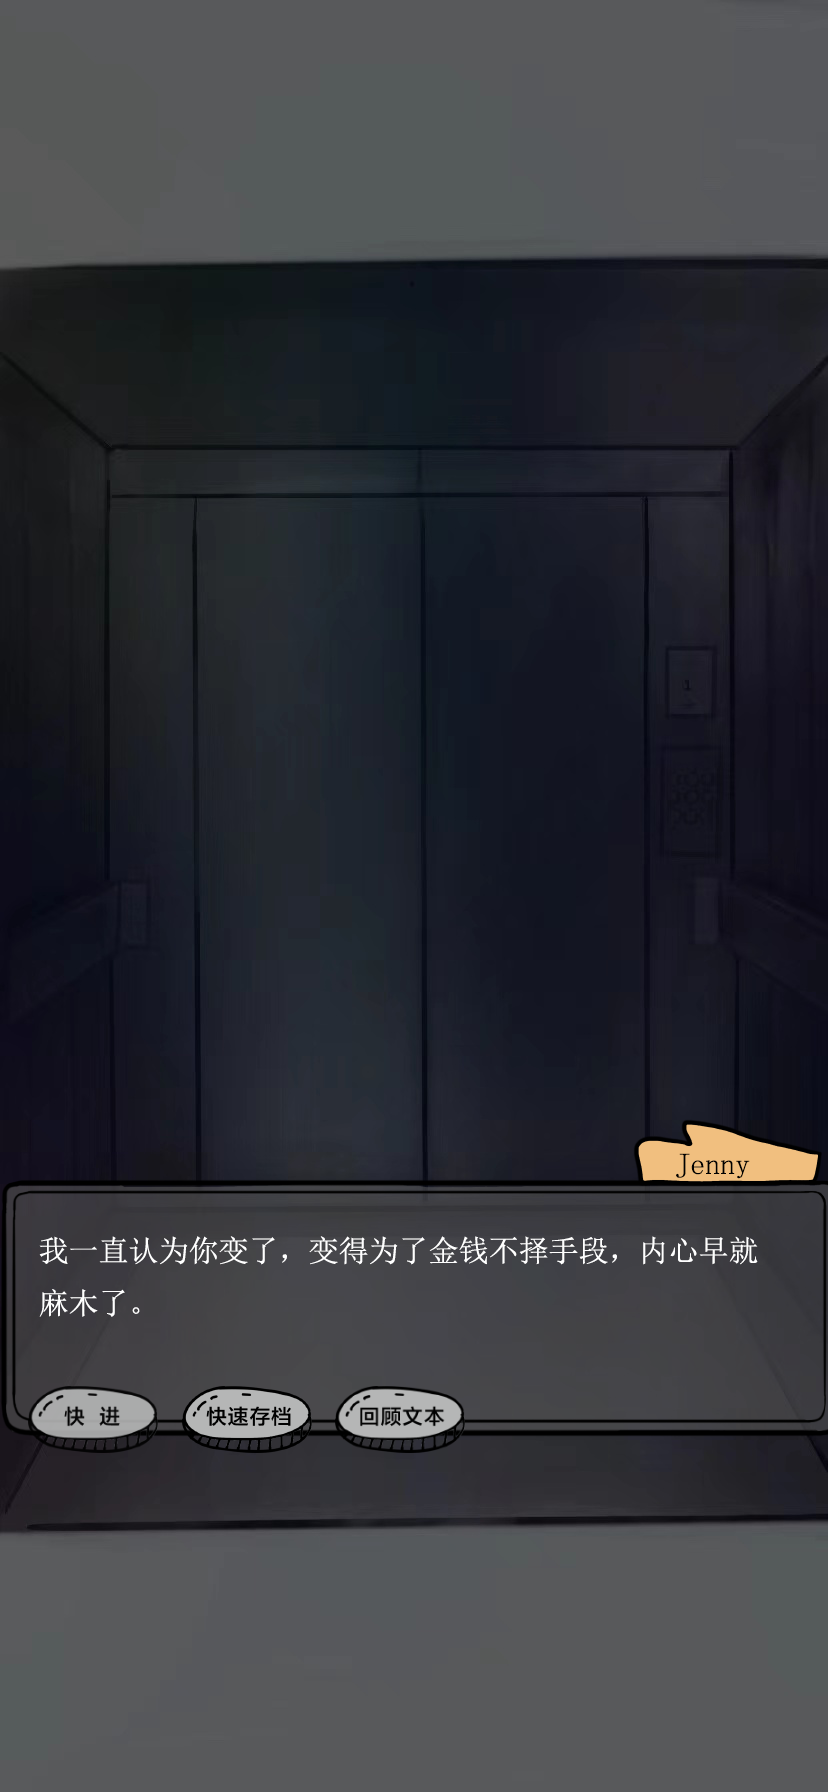 1
Jenny
我一直认为你变了，变得为了金钱不择手段，内心早就
麻木了。
快 进
快速存档
回顾文本